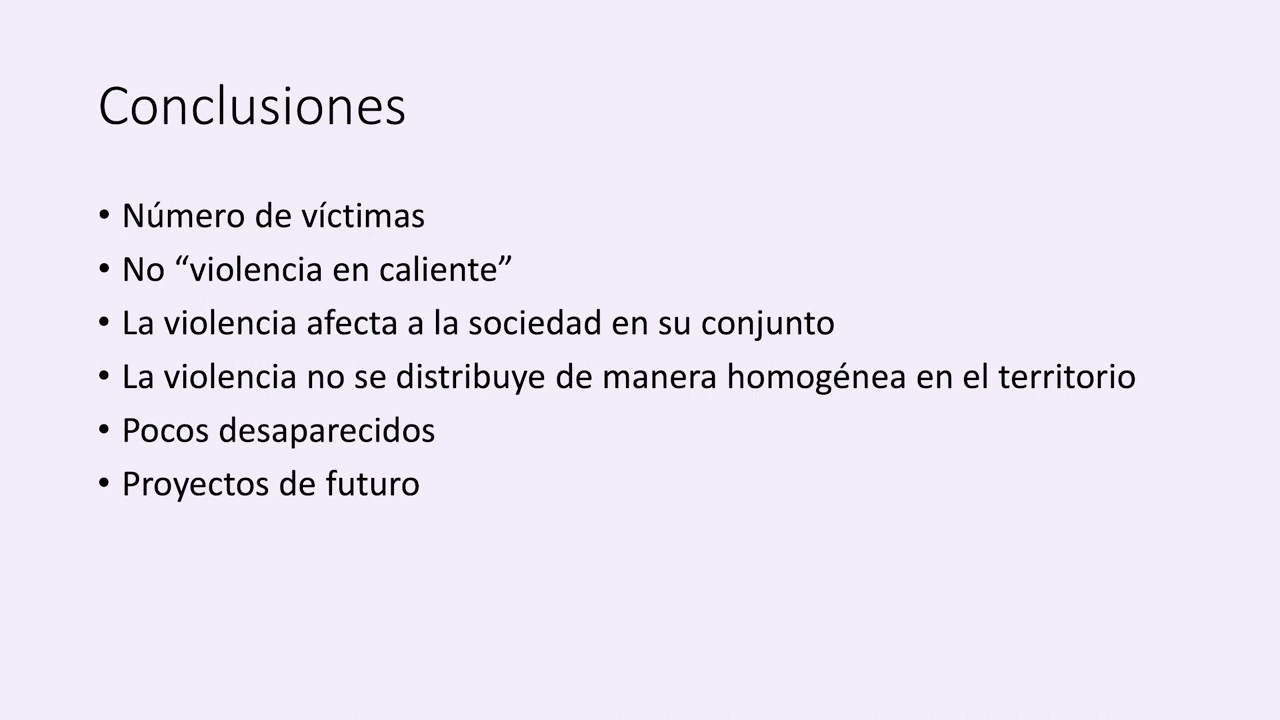 Conclusiones
• Número de víctimas
• No “violencia en caliente”
• La violencia afecta a la sociedad en su conjunto
• La violencia no se distribuye de manera homogénea en el territorio
• Pocos desaparecidos
• Proyectos de futuro